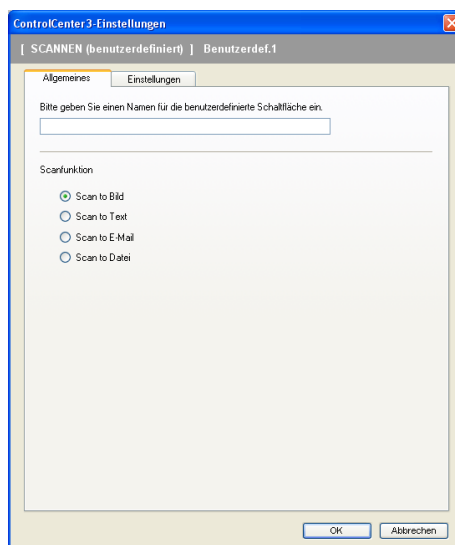 ControlCenter3-Einstellungen
[ SCANNEN (benutzerdefiniert) ] Benutzerdef.1
Allgemeines Einstellungen
Bitte geben Sie einen Namen für die benutzerdefinierte Schaltfläche ein.
Scanfunktion
Scan to Bild
Scan to Text
Scan to E-Mail
Scan to Datei
OK Abbrechen